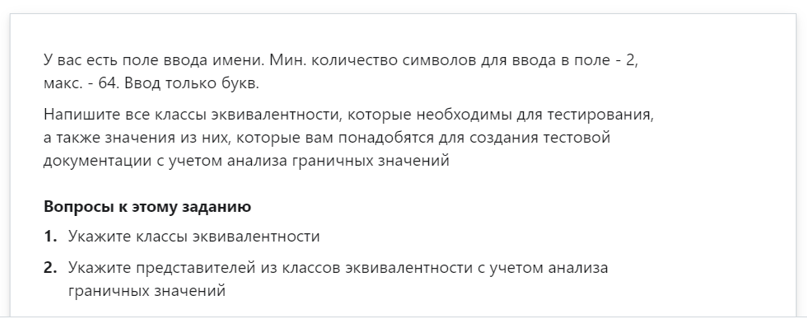 У вас есть поле ввода имени. Мин. количество символов для ввода в поле - 2,
макс. - 64. Ввод только букв.
Напишите все классы эквивалентности, которые необходимы для тестирования,
а также значения из них, которые вам понадобятся для создания тестовой
документации с учетом анализа граничных значений
Вопросы к этому заданию
1. Укажите классы эквивалентности
2. Укажите представителей из классов эквивалентности с учетом анализа
граничных значений